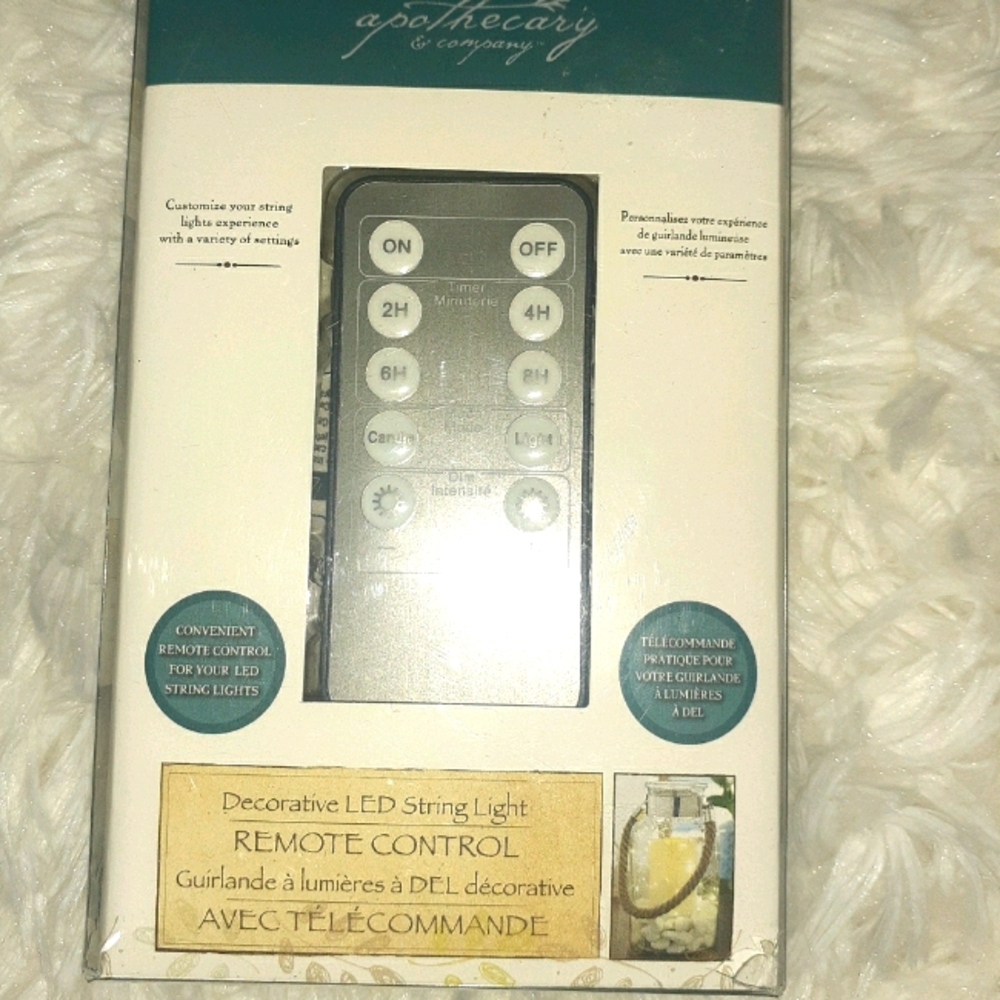 apothecary
& company
Customize your string
lights experience
with a variety of settings
Personnalisez votre expérience
de guirlande lumineuse
avec une variété de paramètres
ON
OFF
Timer
Minuterie
2H
4H
6H
8H
Mode
Candle
Light
Dim
Intensité
CONVENIENT
REMOTE CONTROL
FOR YOUR LED
STRING LIGHTS
TÉLÉCOMMANDE
PRATIQUE POUR
VOTRE GUIRLANDE
À LUMIÈRES
À DEL
Decorative LED String Light
REMOTE CONTROL
Guirlande à lumières à DEL décorative
AVEC TÉLÉCOMMANDE